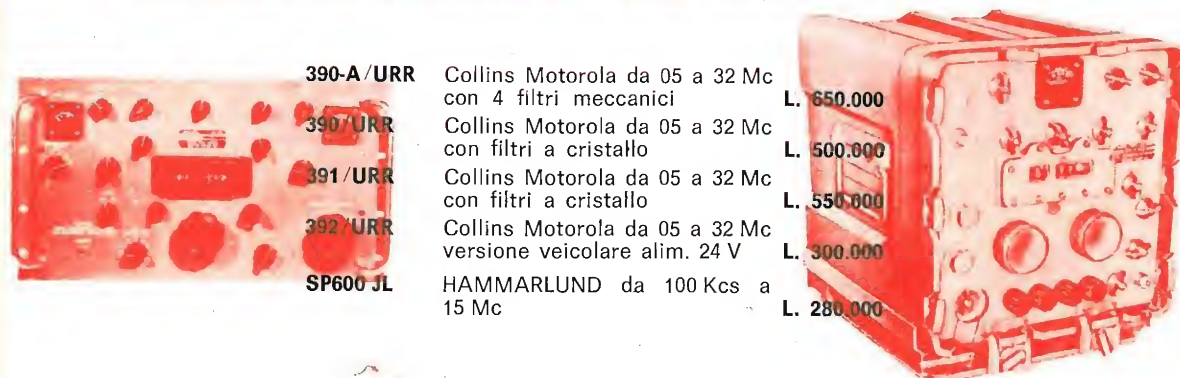 390-A/URR Collins Motorola da 05 a 32 Mc
con 4 filtri meccanici L. 650.000
390/URR Collins Motorola da 05 a 32 Mc
con filtri a cristallo L. 500.000
391/URR Collins Motorola da 05 a 32 Mc
con filtri a cristallo L. 550.000
392/URR Collins Motorola da 05 a 32 Mc
versione veicolare alim. 24 V L. 300.000
SP600 JL HAMMARLUND da 100 Kcs a
15 Mc L. 280.000